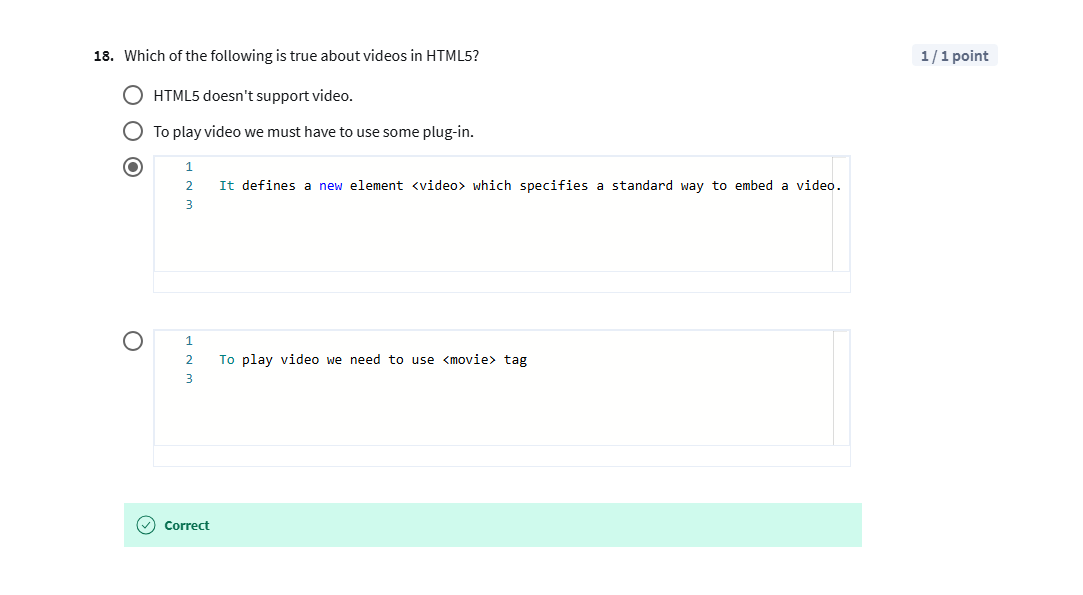 18. Which of the following is true about videos in HTML5?
1 / 1 point
HTML5 doesn't support video.
To play video we must have to use some plug-in.
1
2 It defines a new element <video> which specifies a standard way to embed a video.
3
1
2 To play video we need to use <movie> tag
3
Correct